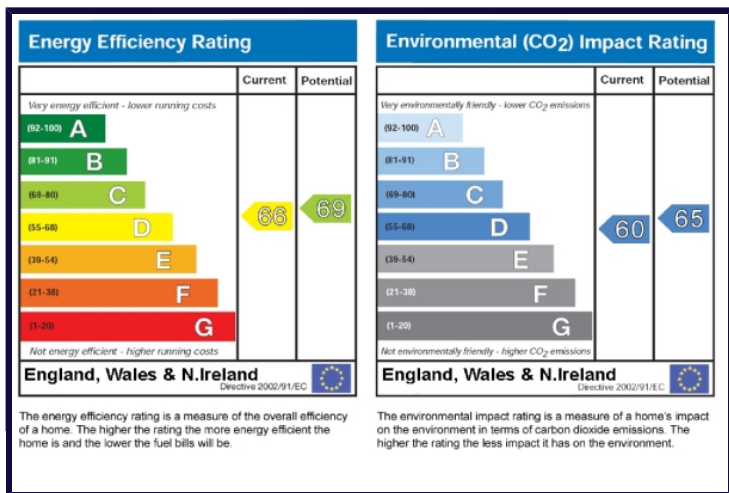 Energy Efficiency Rating
Current Potential
Very energy efficient - lower running costs
(92-100) A
(81-91) B
(69-80) C
(55-68) D
(39-54) E
(21-38) F
(1-20) G
66
69
Not energy efficient - higher running costs
England, Wales & N.Ireland
Directive 2002/91/EC
The energy efficiency rating is a measure of the overall efficiency
of a home. The higher the rating the more energy efficient the
home is and the lower the fuel bills will be.
Environmental (CO2) Impact Rating
Current Potential
Very environmentally friendly - lower CO2 emissions
(92-100) A
(81-91) B
(69-80) C
(55-68) D
(39-54) E
(21-38) F
(1-20) G
60
65
Not environmentally friendly - higher CO2 emissions
England, Wales & N.Ireland
Directive 2002/91/EC
The environmental impact rating is a measure of a home's impact
on the environment in terms of carbon dioxide emissions. The
higher the rating the less impact it has on the environment.